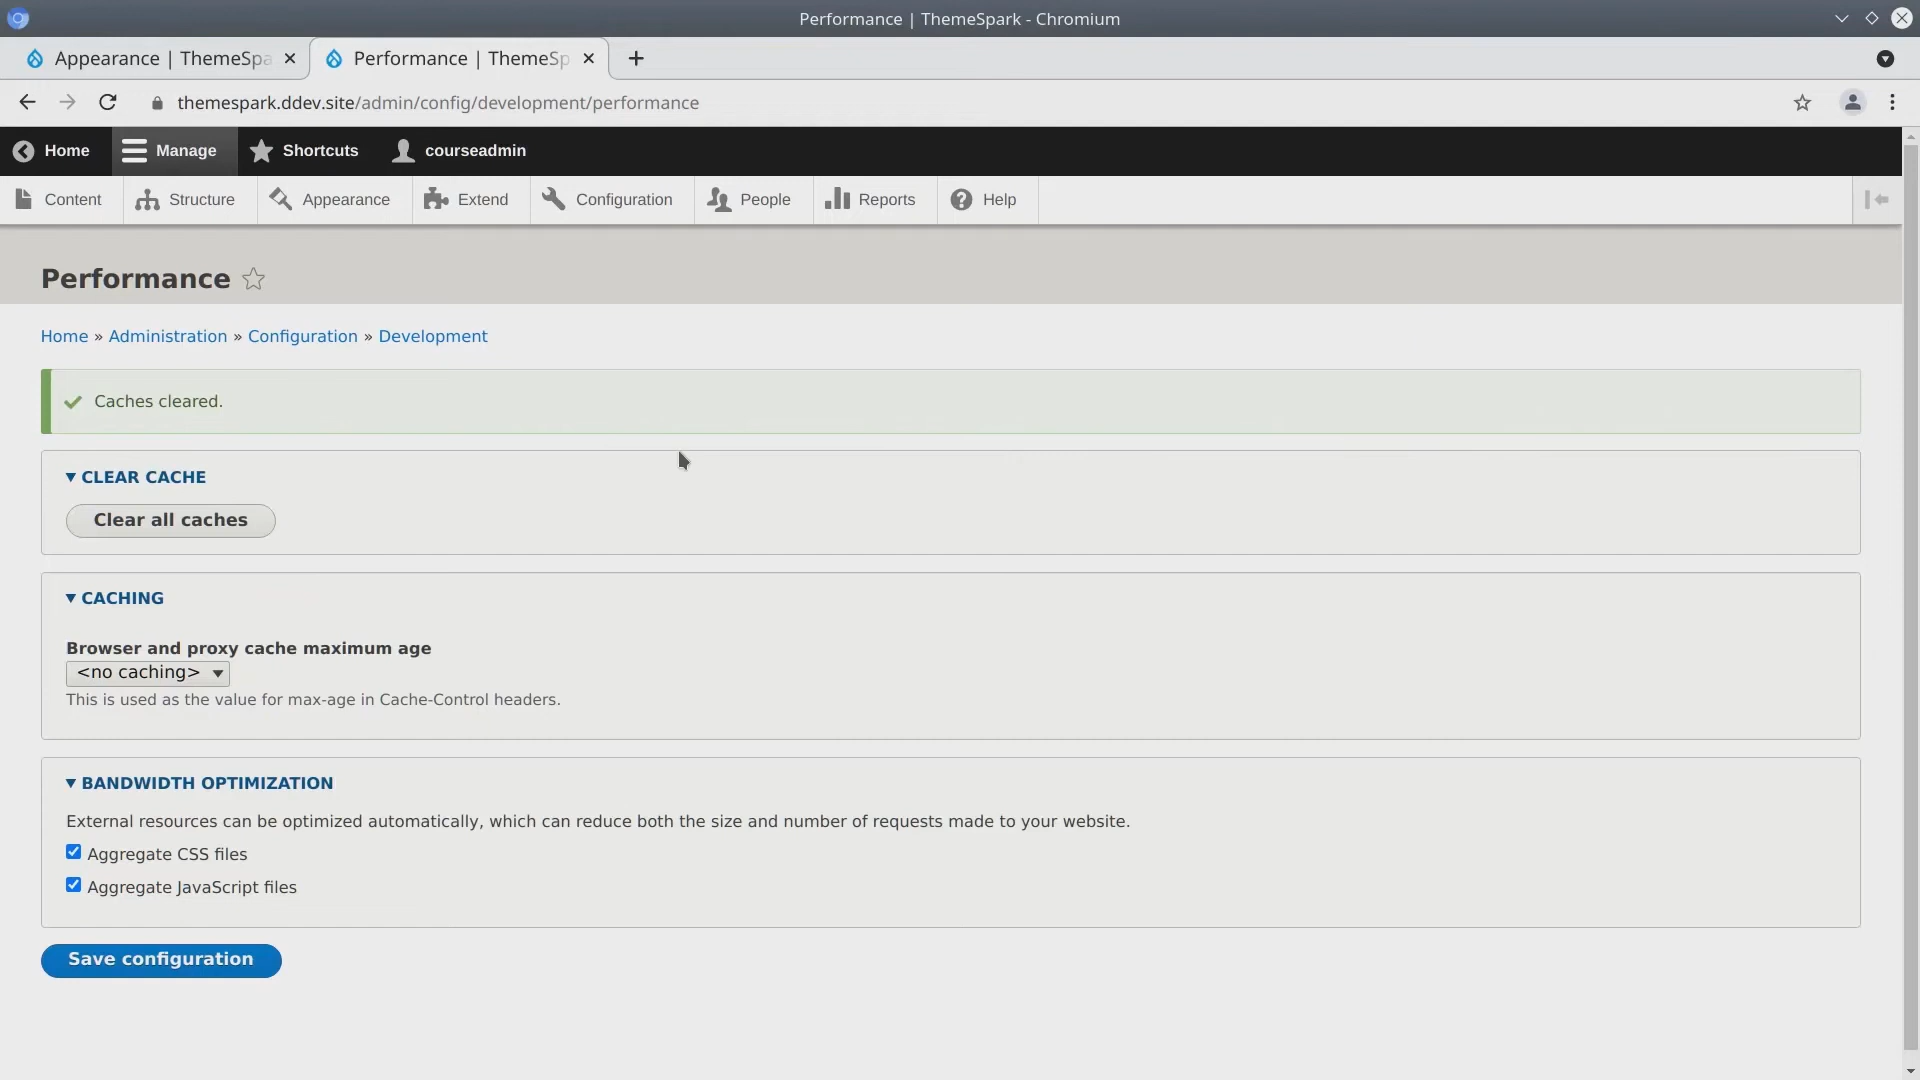 Performance | ThemeSpark - Chromium
Appearance | ThemeSpa
Performance | ThemeSp
themespark.ddev.site/admin/config/development/performance
Home
Manage
Shortcuts
courseadmin
Content
Structure
Appearance
Extend
Configuration
People
Reports
Help
Performance
Home » Administration » Configuration » Development
Caches cleared.
CLEAR CACHE
Clear all caches
CACHING
Browser and proxy cache maximum age
<no caching>
This is used as the value for max-age in Cache-Control headers.
BANDWIDTH OPTIMIZATION
External resources can be optimized automatically, which can reduce both the size and number of requests made to your website.
Aggregate CSS files
Aggregate JavaScript files
Save configuration